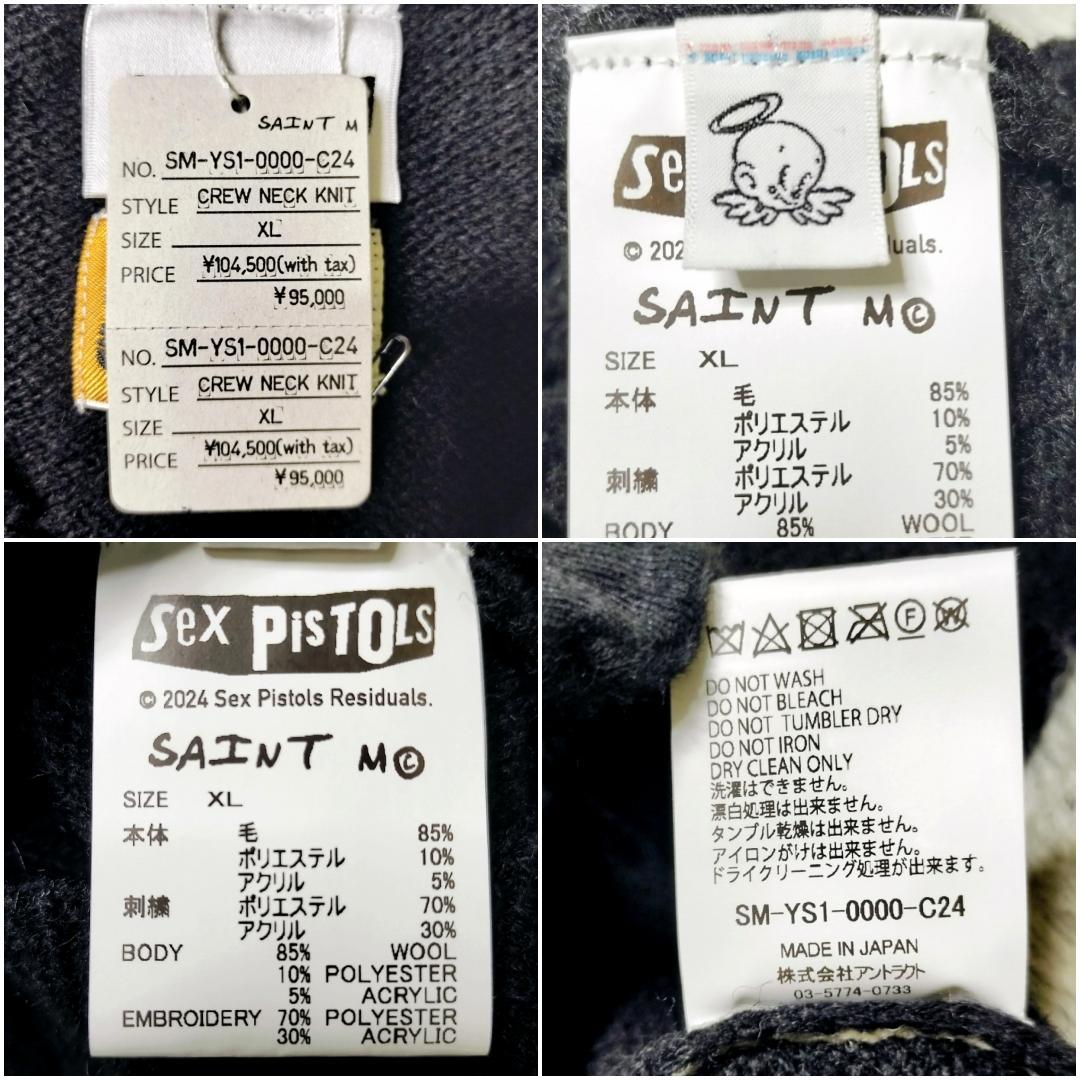 SAINT M
NO. SM-YS1-0000-C24
STYLE CREW NECK KNIT
SIZE XL
PRICE ¥104,500(with tax)
¥95,000
NO. SM-YS1-0000-C24
STYLE CREW NECK KNIT
SIZE XL
PRICE ¥104,500(with tax)
¥95,000
Se OLS
© 202 uals.
SAINT M©
SIZE XL
本体 毛 85%
ポリエステル 10%
アクリル 5%
刺繍 ポリエステル 70%
アクリル 30%
BODY 85% WOOL
Sex PisTOLS
© 2024 Sex Pistols Residuals.
SAINT M©
SIZE XL
本体 毛 85%
ポリエステル 10%
アクリル 5%
刺繍 ポリエステル 70%
アクリル 30%
BODY 85% WOOL
10% POLYESTER
5% ACRYLIC
EMBROIDERY 70% POLYESTER
30% ACRYLIC
F W
DO NOT WASH
DO NOT BLEACH
DO NOT TUMBLER DRY
DO NOT IRON
DRY CLEAN ONLY
洗濯はできません。
漂白処理は出来ません。
タンブル乾燥は出来ません。
アイロンがけは出来ません。
ドライクリーニング処理が出来ます。
SM-YS1-0000-C24
MADE IN JAPAN
株式会社アントラクト
03-5774-0733